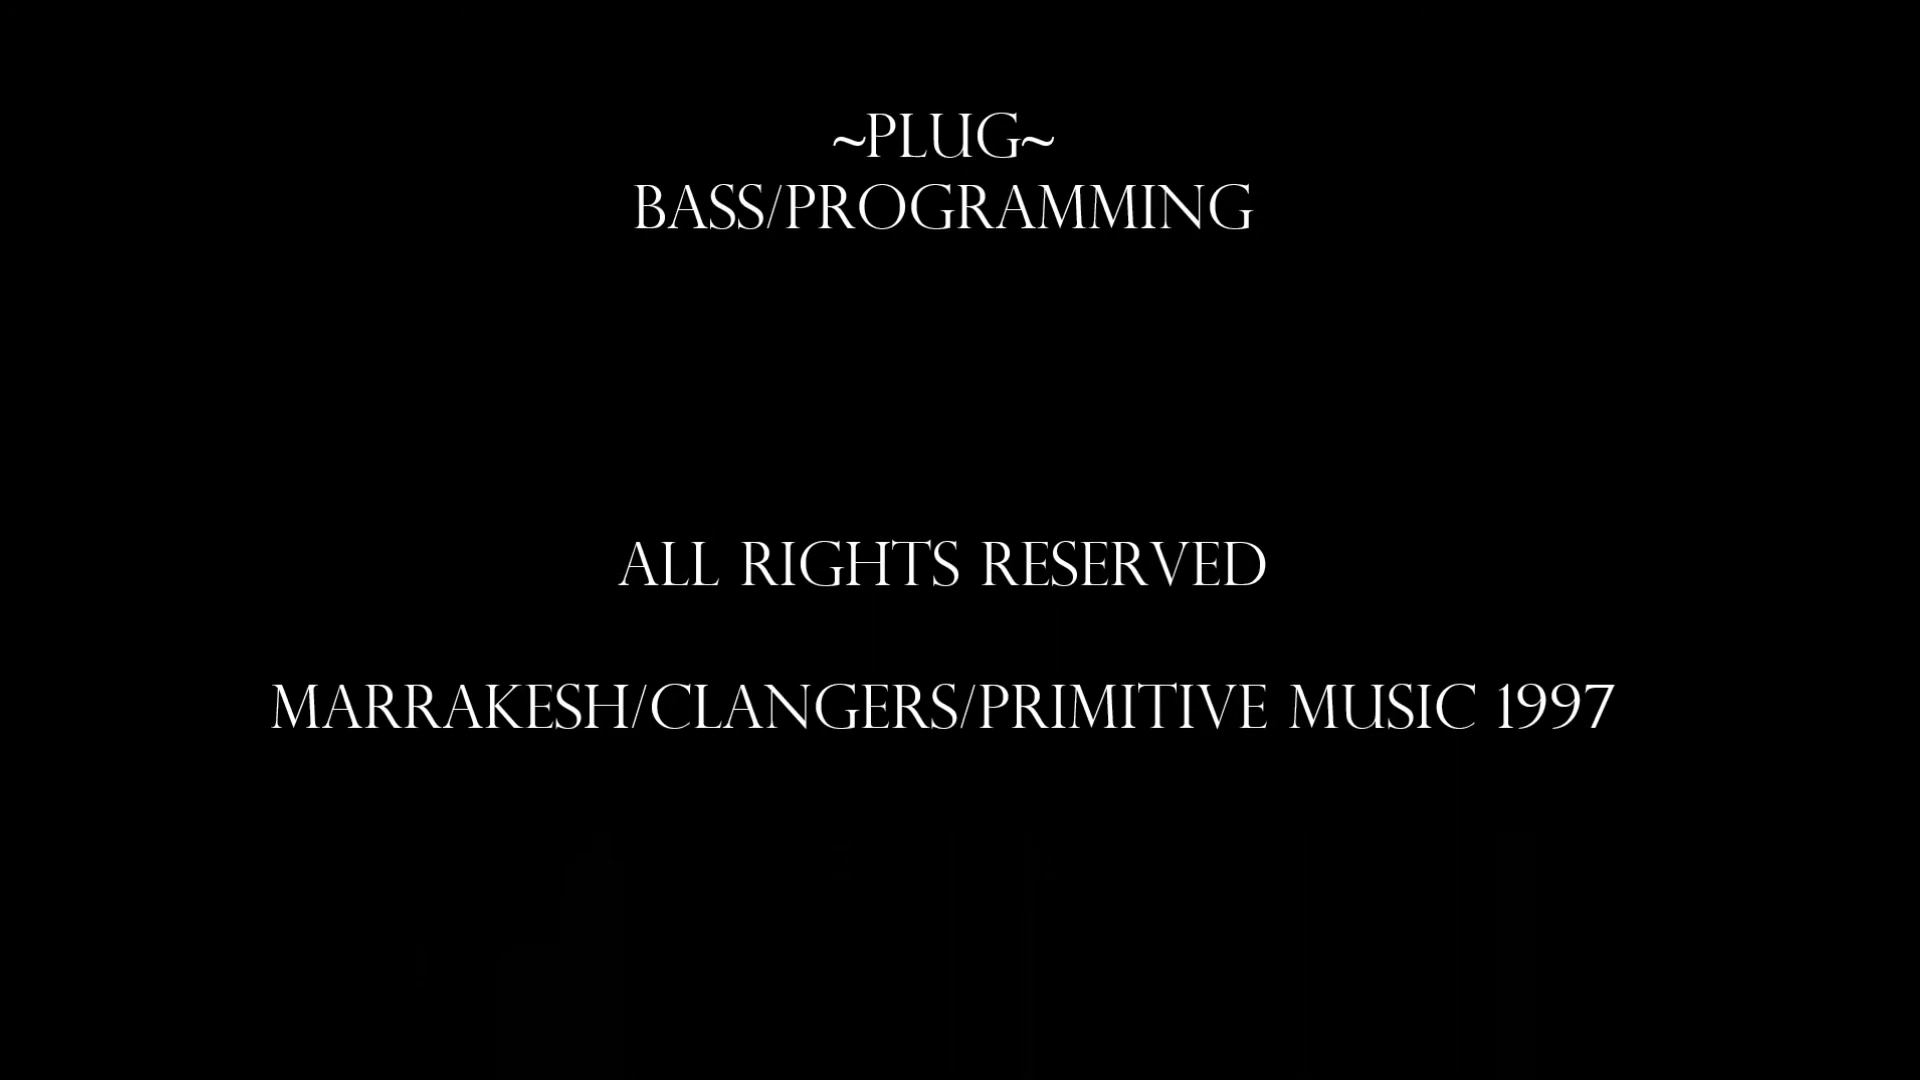 ~PLUG~
BASS/PROGRAMMING
ALL RIGHTS RESERVED
MARRAKESH/CLANGERS/PRIMITIVE MUSIC 1997